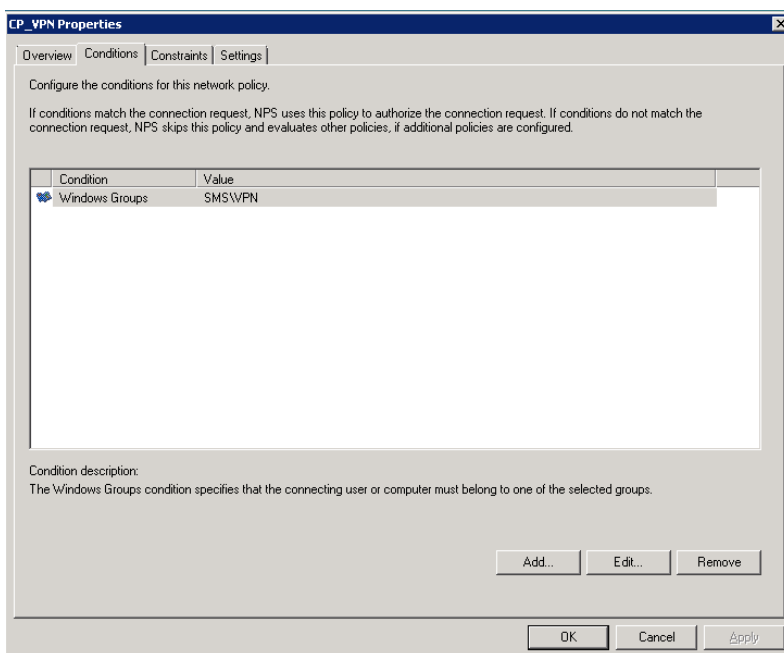 CP_VPN Properties
Overview Conditions Constraints Settings
Configure the conditions for this network policy.
If conditions match the connection request, NPS uses this policy to authorize the connection request. If conditions do not match the
connection request, NPS skips this policy and evaluates other policies, if additional policies are configured.
Condition Value
Windows Groups SMS\VPN
Condition description:
The Windows Groups condition specifies that the connecting user or computer must belong to one of the selected groups.
Add... Edit... Remove
OK Cancel Apply